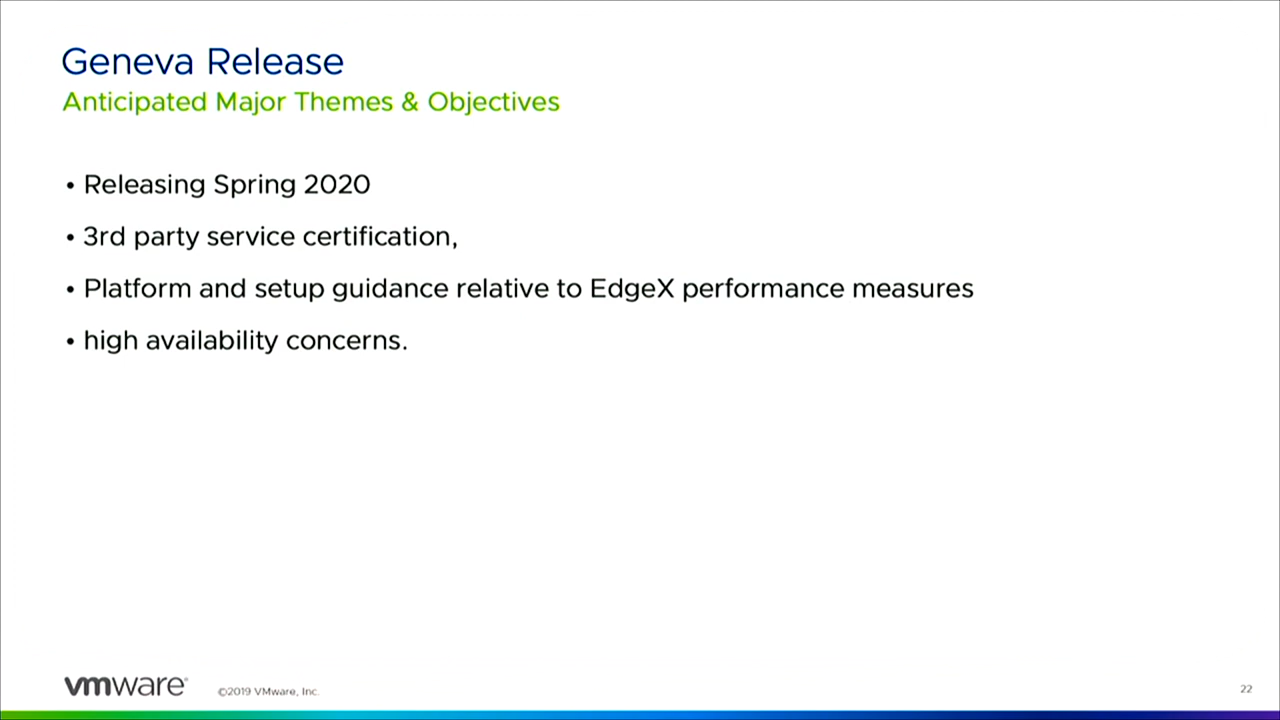 Geneva Release
Anticipated Major Themes & Objectives
• Releasing Spring 2020
• 3rd party service certification,
• Platform and setup guidance relative to EdgeX performance measures
• high availability concerns.
vmware®
©2019 VMware, Inc.
22